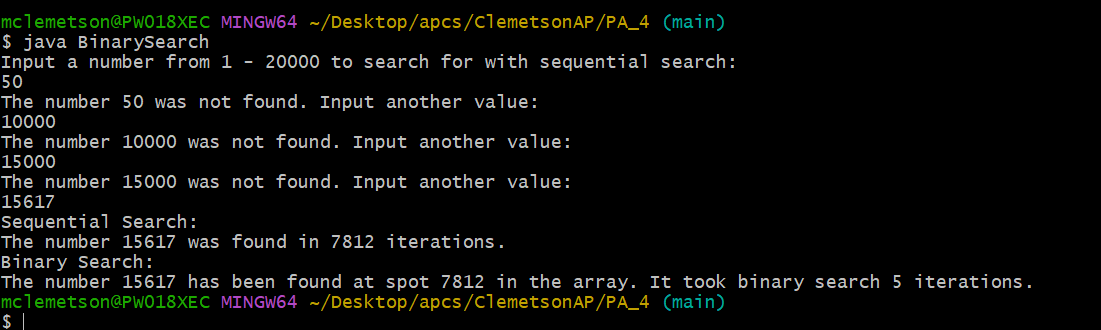 mclemetson@PW018XEC MINGW64 ~/Desktop/apcs/ClemetsonAP/PA_4 (main)
$ java BinarySearch
Input a number from 1 - 20000 to search for with sequential search:
50
The number 50 was not found. Input another value:
10000
The number 10000 was not found. Input another value:
15000
The number 15000 was not found. Input another value:
15617
Sequential Search:
The number 15617 was found in 7812 iterations.
Binary Search:
The number 15617 has been found at spot 7812 in the array. It took binary search 5 iterations.
mclemetson@PW018XEC MINGW64 ~/Desktop/apcs/ClemetsonAP/PA_4 (main)
$